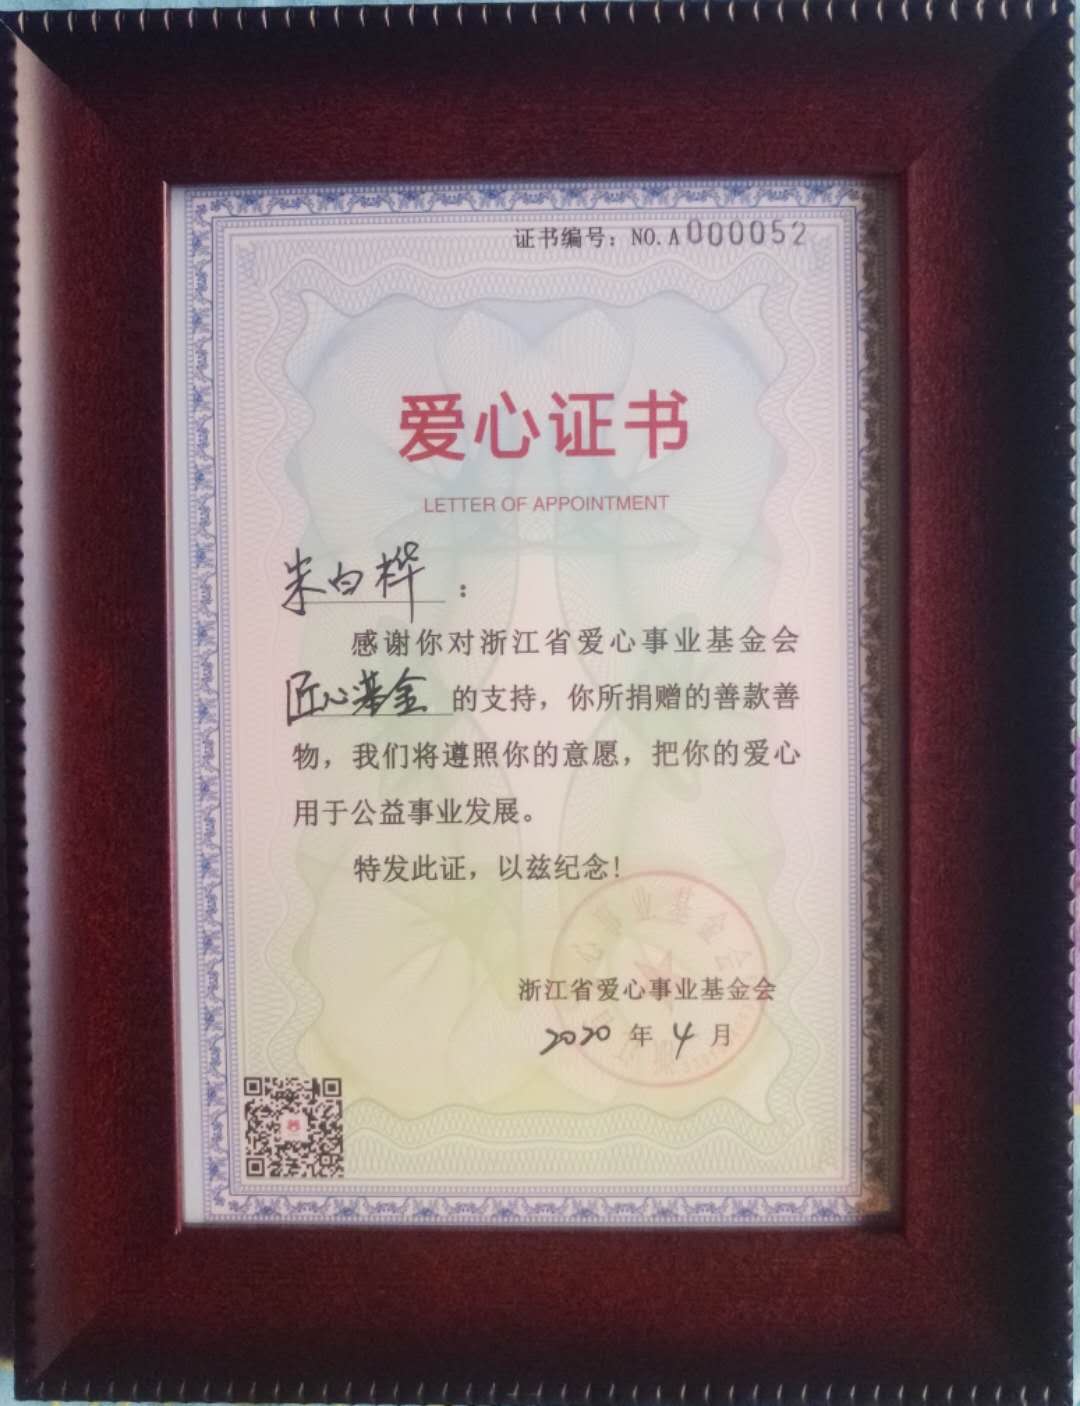 证书编号：NO.A000052
爱心证书
LETTER OF APPOINTMENT
朱白桦：
感谢你对浙江省爱心事业基金会
匠心基金的支持，你所捐赠的善款善
物，我们将遵照你的意愿，把你的爱心
用于公益事业发展。
特发此证，以兹纪念！
浙江省爱心事业基金会
2020年4月